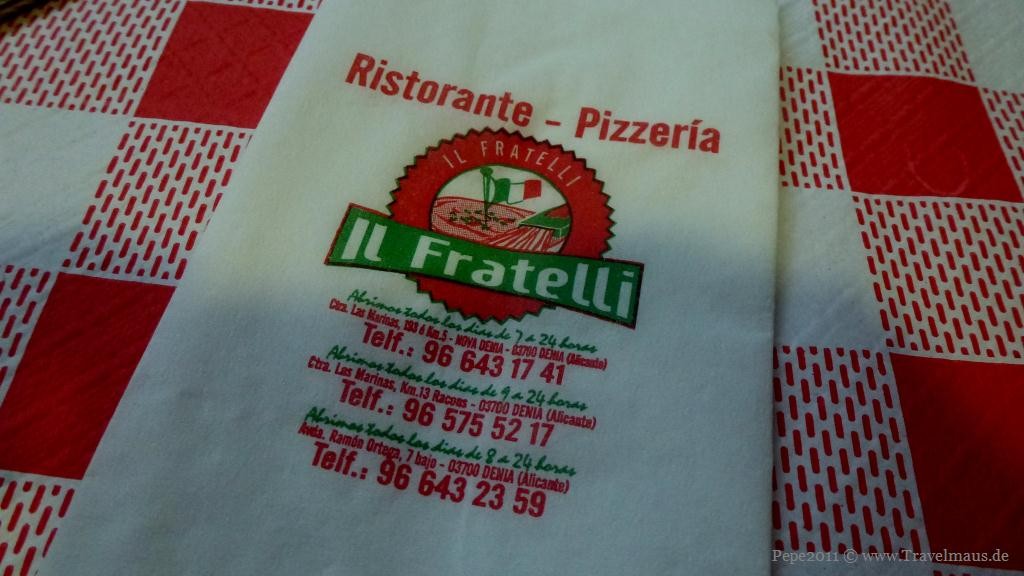 Ristorante - Pizzería
IL FRATELLI
Il Fratelli
Abrimos todos los dias de 7 a 24 horas
Ctra. Las Marinas, Km.5 - NOVA DENIA - 03700 DENIA (Alicante)
Telf.: 96 643 17 41
Abrimos todos los dias de 9 a 24 horas
Ctra. Las Marinas, Km.13 Racons - 03700 DENIA (Alicante)
Telf.: 96 575 52 17
Abrimos todos los dias de 8 a 24 horas
Avda. Ramón Ortega, 7 bajo - 03700 DENIA (Alicante)
Telf.: 96 643 23 59
Pepe2011 © www.Travelmaus.de